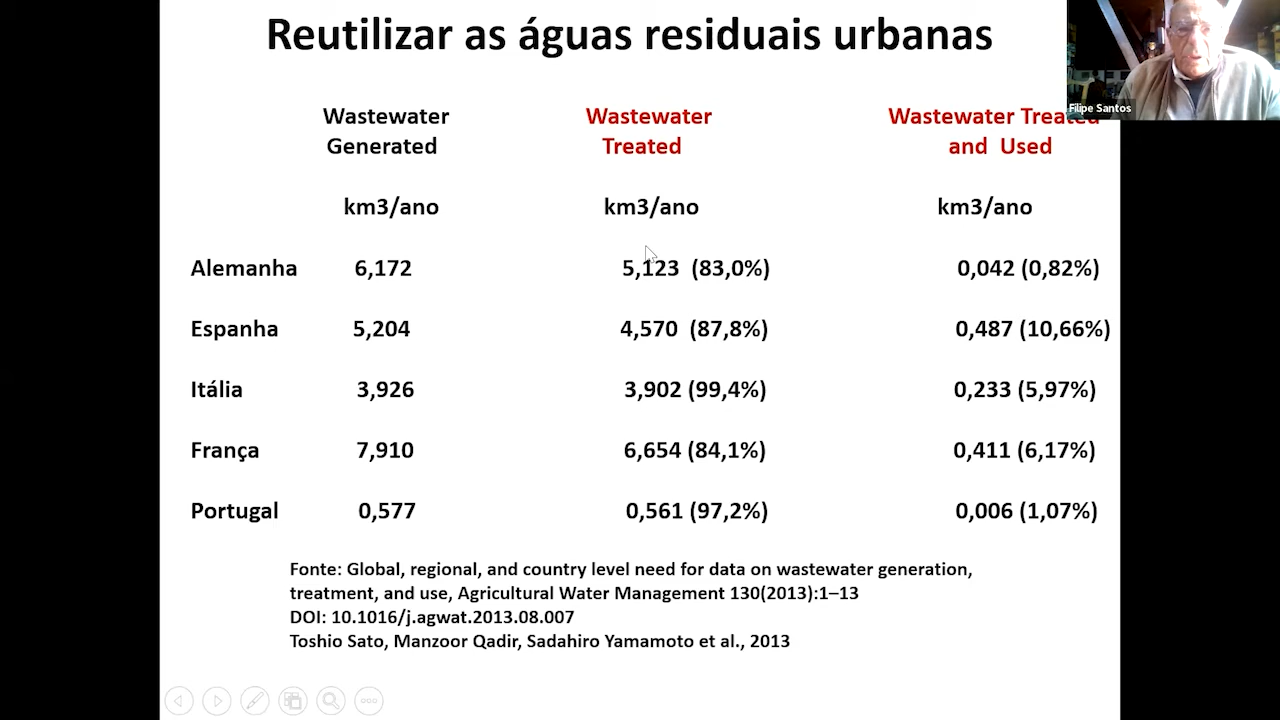 Reutilizar as águas residuais urbanas
Filipe Santos
Wastewater Generated
Wastewater Treated
Wastewater Treated and Used
km3/ano km3/ano km3/ano
Alemanha 6,172 5,123 (83,0%) 0,042 (0,82%)
Espanha 5,204 4,570 (87,8%) 0,487 (10,66%)
Itália 3,926 3,902 (99,4%) 0,233 (5,97%)
França 7,910 6,654 (84,1%) 0,411 (6,17%)
Portugal 0,577 0,561 (97,2%) 0,006 (1,07%)
Fonte: Global, regional, and country level need for data on wastewater generation,
treatment, and use, Agricultural Water Management 130(2013):1–13
DOI: 10.1016/j.agwat.2013.08.007
Toshio Sato, Manzoor Qadir, Sadahiro Yamamoto et al., 2013